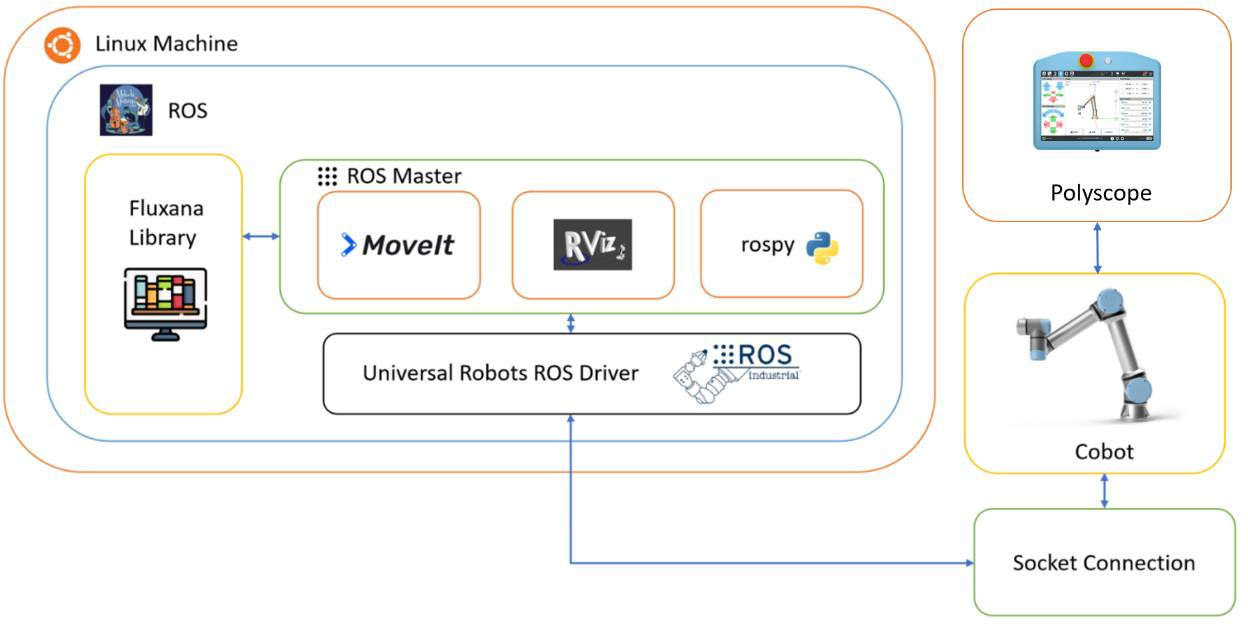 Linux Machine
ROS
Fluxana
Library
ROS Master
MoveIt
RViz
rospy
Universal Robots ROS Driver
ROS
industrial
Polyscope
Cobot
Socket Connection